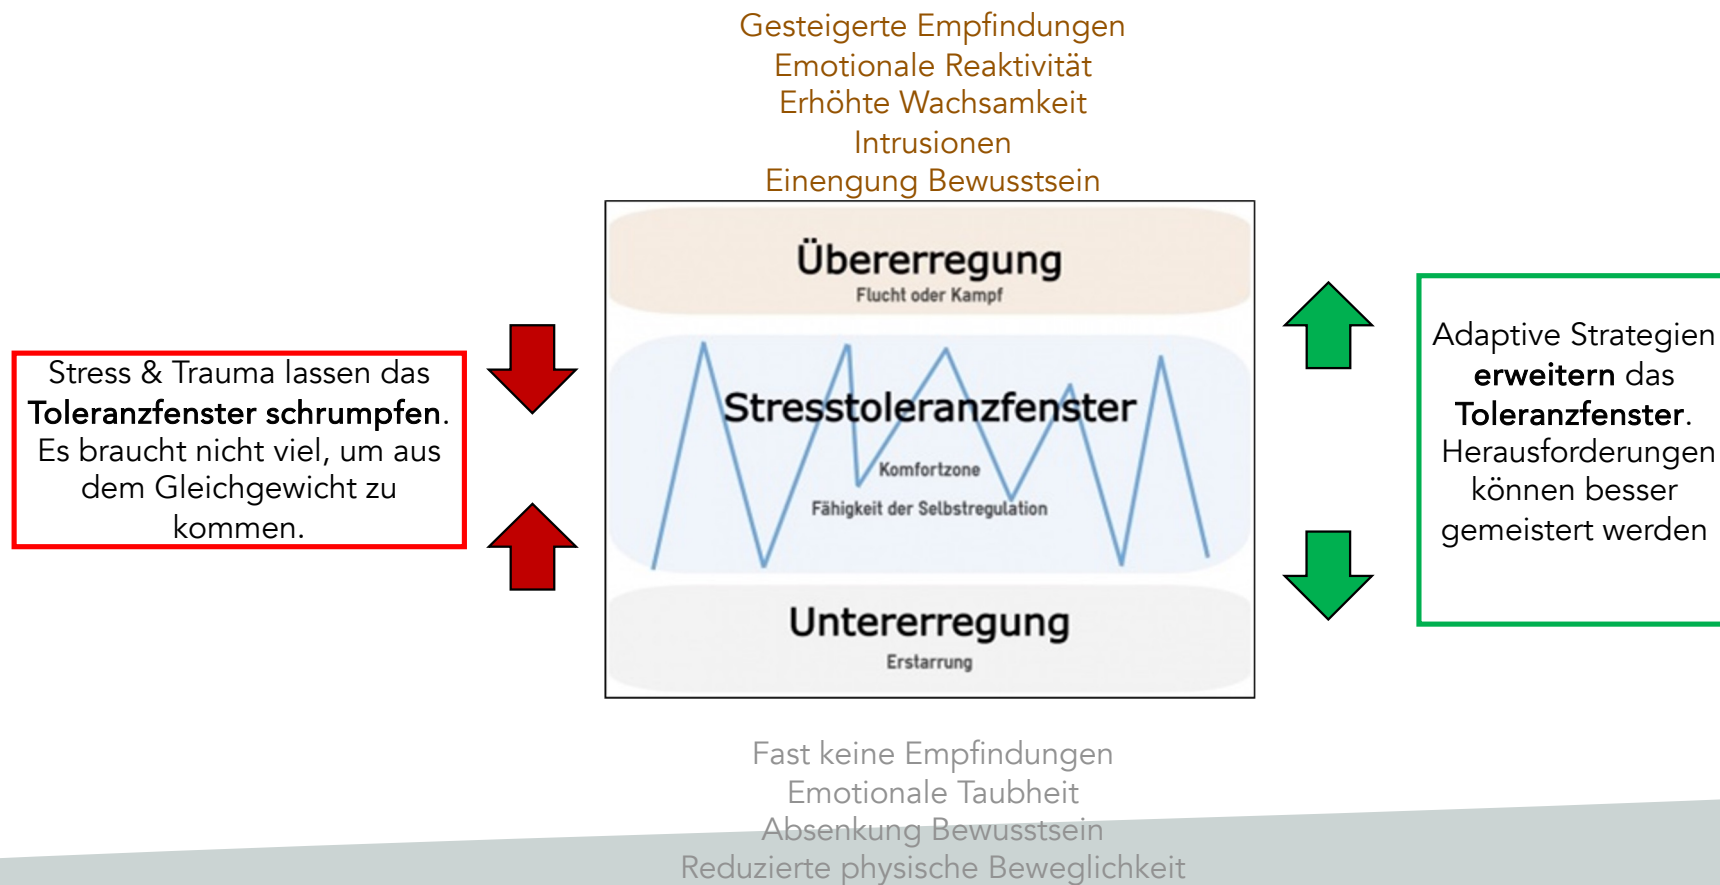 Gesteigerte Empfindungen
Emotionale Reaktivität
Erhöhte Wachsamkeit
Intrusionen
Einengung Bewusstsein
Stress & Trauma lassen das
Toleranzfenster schrumpfen.
Es braucht nicht viel, um aus
dem Gleichgewicht zu
kommen.
Übererregung
Flucht oder Kampf
Stresstoleranzfenster
Komfortzone
Fähigkeit der Selbstregulation
Untererregung
Erstarrung
Adaptive Strategien
erweitern das
Toleranzfenster.
Herausforderungen
können besser
gemeistert werden
Fast keine Empfindungen
Emotionale Taubheit
Absenkung Bewusstsein
Reduzierte physische Beweglichkeit